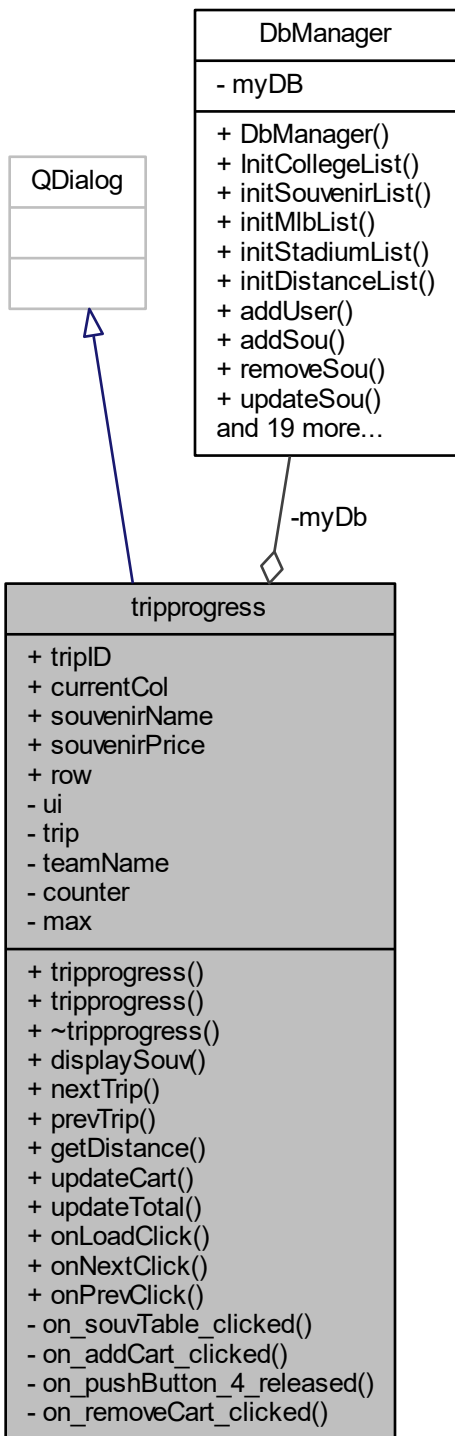 DbManager
- myDB
+ DbManager()
+ InitCollegeList()
+ initSouvenirList()
+ initMlbList()
+ initStadiumList()
+ initDistanceList()
+ addUser()
+ addSou()
+ removeSou()
+ updateSou()
and 19 more...
QDialog
-myDb
tripprogress
+ tripID
+ currentCol
+ souvenirName
+ souvenirPrice
+ row
- ui
- trip
- teamName
- counter
- max
+ tripprogress()
+ tripprogress()
+ ~tripprogress()
+ displaySouv()
+ nextTrip()
+ prevTrip()
+ getDistance()
+ updateCart()
+ updateTotal()
+ onLoadClick()
+ onNextClick()
+ onPrevClick()
- on_souvTable_clicked()
- on_addCart_clicked()
- on_pushButton_4_released()
- on_removeCart_clicked()